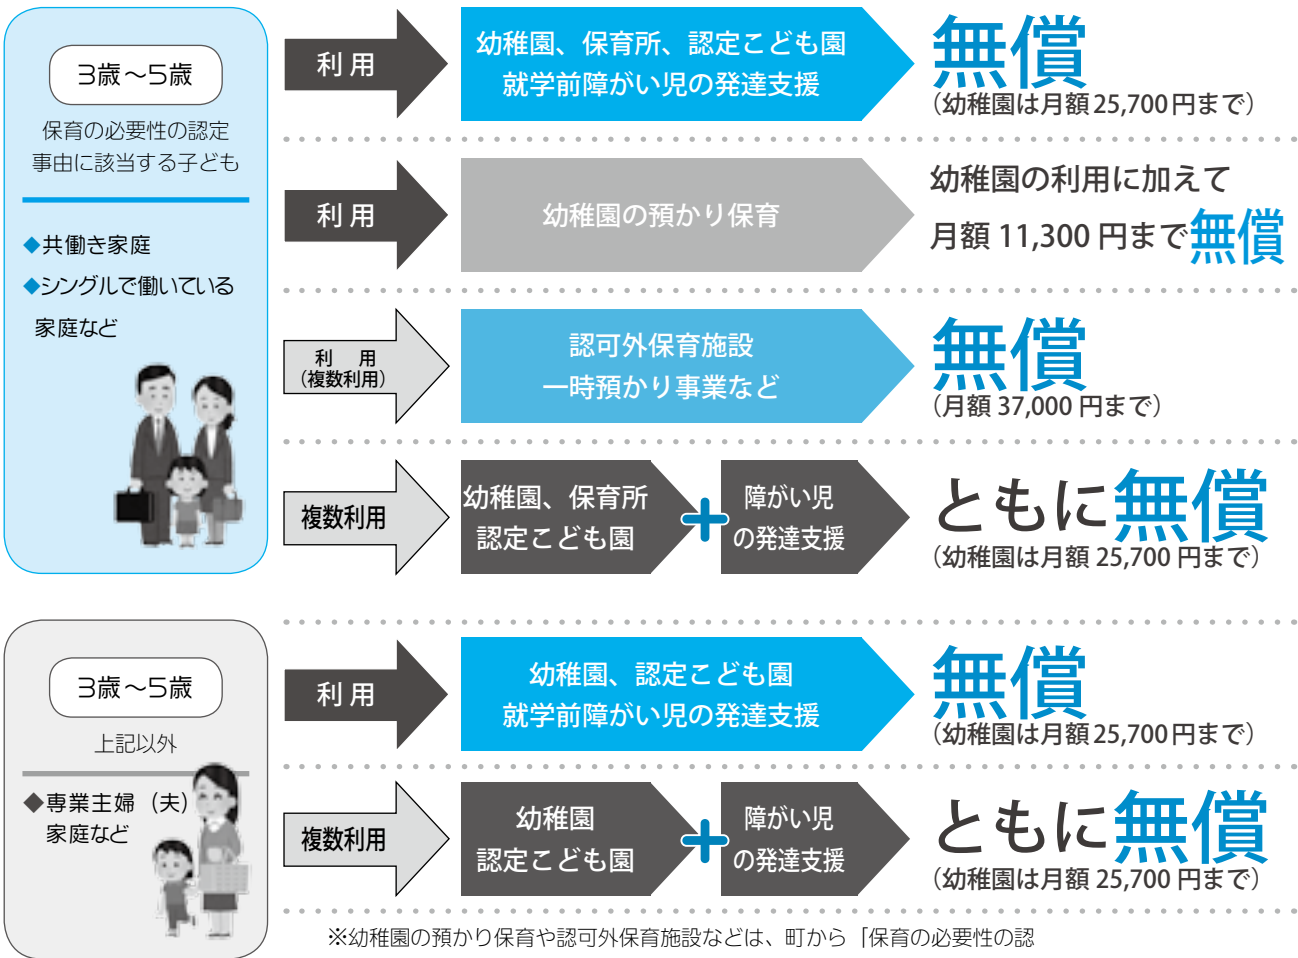 3歳～5歳
保育の必要性の認定
事由に該当する子ども
◆共働き家庭
◆シングルで働いている
家庭など
利用
幼稚園、保育所、認定こども園
就学前障がい児の発達支援
無償
（幼稚園は月額25,700円まで）
利用
幼稚園の預かり保育
幼稚園の利用に加えて
月額 11,300 円まで無償
利 用
（複数利用）
認可外保育施設
一時預かり事業など
無償
（月額 37,000 円まで）
複数利用
幼稚園、保育所
認定こども園
+
障がい児
の発達支援
ともに無償
（幼稚園は月額 25,700 円まで）
3歳～5歳
上記以外
◆専業主婦（夫）
家庭など
利用
幼稚園、認定こども園
就学前障がい児の発達支援
無償
（幼稚園は月額25,700円まで）
複数利用
幼稚園
認定こども園
+
障がい児
の発達支援
ともに無償
（幼稚園は月額 25,700 円まで）
※幼稚園の預かり保育や認可外保育施設などは、町から「保育の必要性の認